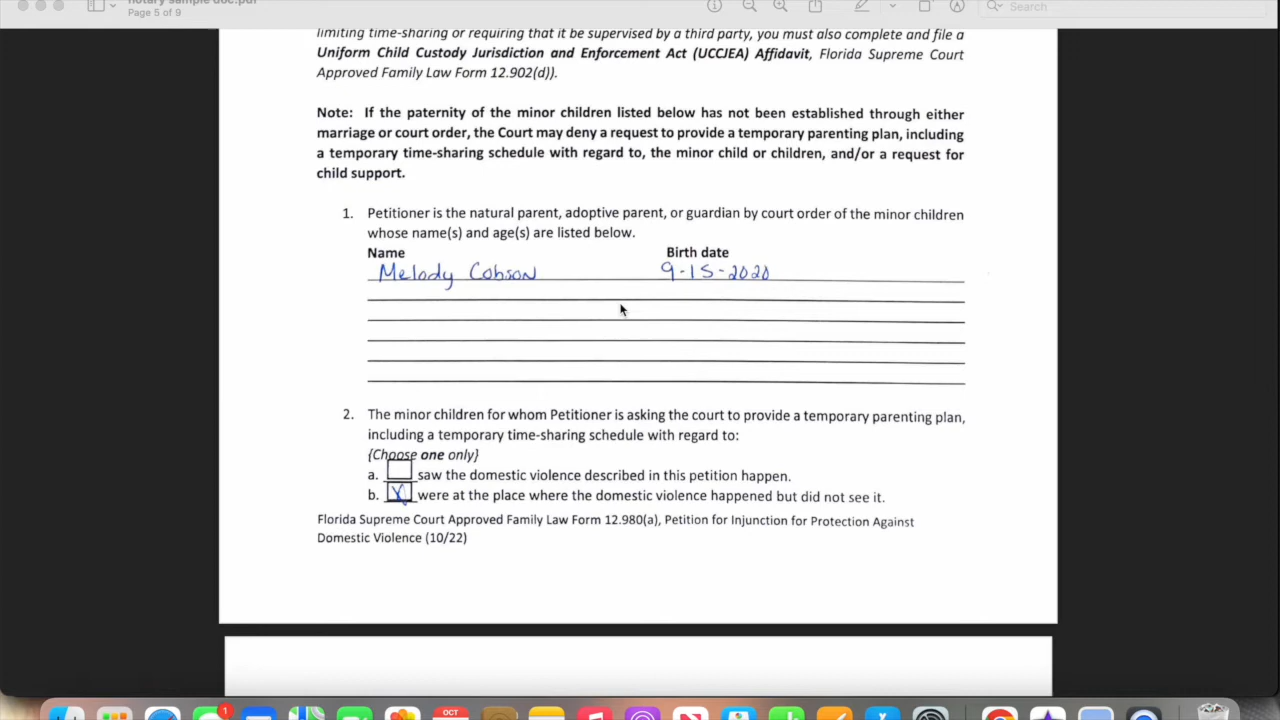 notary sample doc.pdf
Page 5 of 9
Search
limiting time-sharing or requiring that it be supervised by a third party, you must also complete and file a
Uniform Child Custody Jurisdiction and Enforcement Act (UCCJEA) Affidavit, Florida Supreme Court
Approved Family Law Form 12.902(d)).
Note: If the paternity of the minor children listed below has not been established through either
marriage or court order, the Court may deny a request to provide a temporary parenting plan, including
a temporary time-sharing schedule with regard to, the minor child or children, and/or a request for
child support.
1. Petitioner is the natural parent, adoptive parent, or guardian by court order of the minor children
whose name(s) and age(s) are listed below.
Name Birth date
Melody Cobson 9-15-2020
2. The minor children for whom Petitioner is asking the court to provide a temporary parenting plan,
including a temporary time-sharing schedule with regard to:
{Choose one only}
a. saw the domestic violence described in this petition happen.
b. X were at the place where the domestic violence happened but did not see it.
Florida Supreme Court Approved Family Law Form 12.980(a), Petition for Injunction for Protection Against
Domestic Violence (10/22)
1
OCT